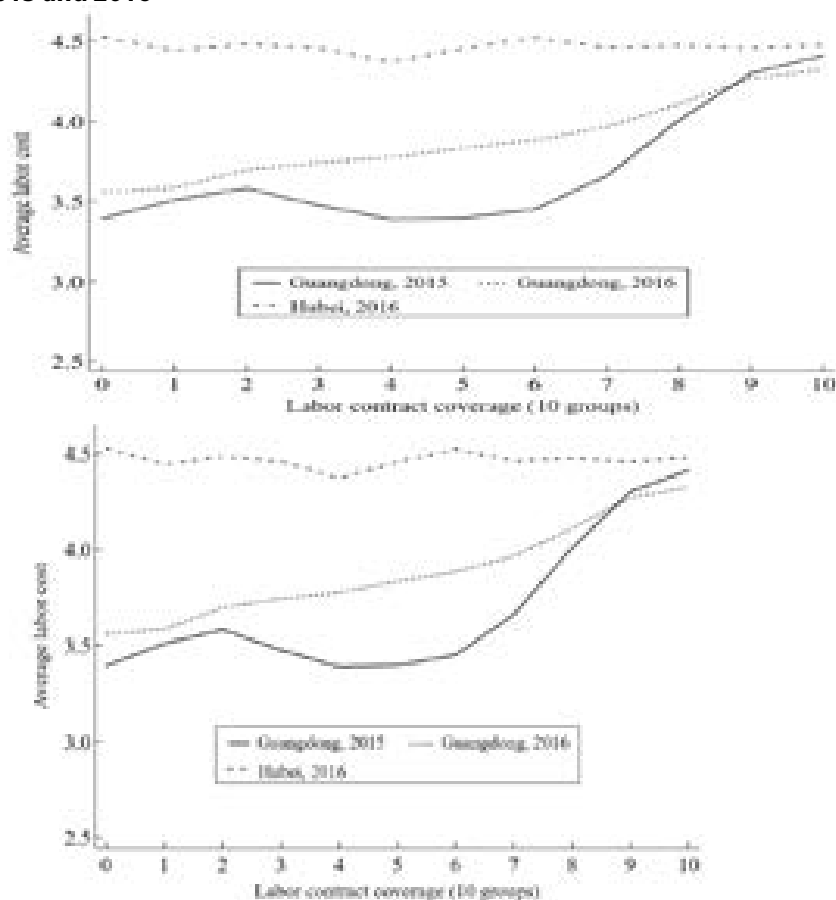 and 2016
4.5
4.0
3.5
3.0
2.5
Average labor cost
Guangdong, 2015 Guangdong, 2016
Hubei, 2016
0 1 2 3 4 5 6 7 8 9 10
Labor contract coverage (10 groups)
4.5
4.0
3.5
3.0
2.5
Average labor cost
Guangdong, 2015 Guangdong, 2016
Hubei, 2016
0 1 2 3 4 5 6 7 8 9 10
Labor contract coverage (10 groups)